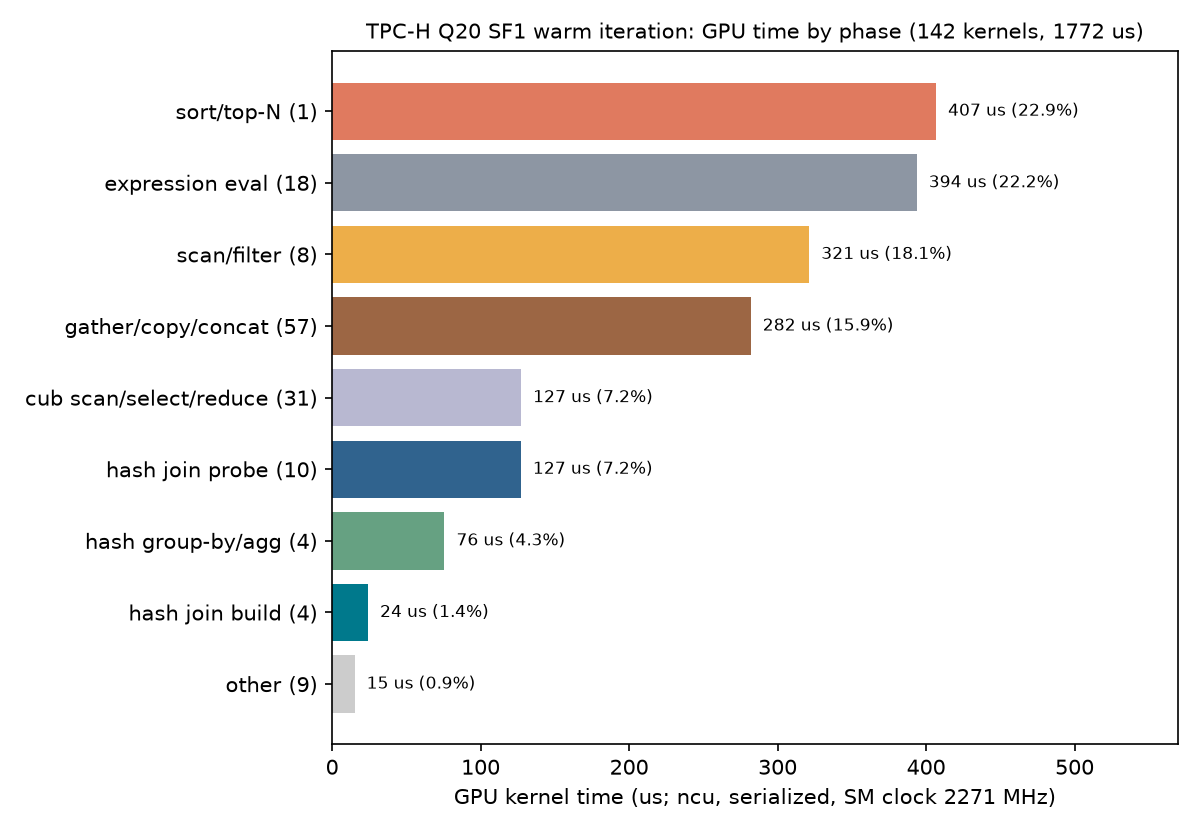 TPC-H Q20 SF1 warm iteration: GPU time by phase (142 kernels, 1772 us)
sort/top-N (1)
407 us (22.9%)
expression eval (18)
394 us (22.2%)
scan/filter (8)
321 us (18.1%)
gather/copy/concat (57)
282 us (15.9%)
cub scan/select/reduce (31)
127 us (7.2%)
hash join probe (10)
127 us (7.2%)
hash group-by/agg (4)
76 us (4.3%)
hash join build (4)
24 us (1.4%)
other (9)
15 us (0.9%)
0 100 200 300 400 500
GPU kernel time (us; ncu, serialized, SM clock 2271 MHz)